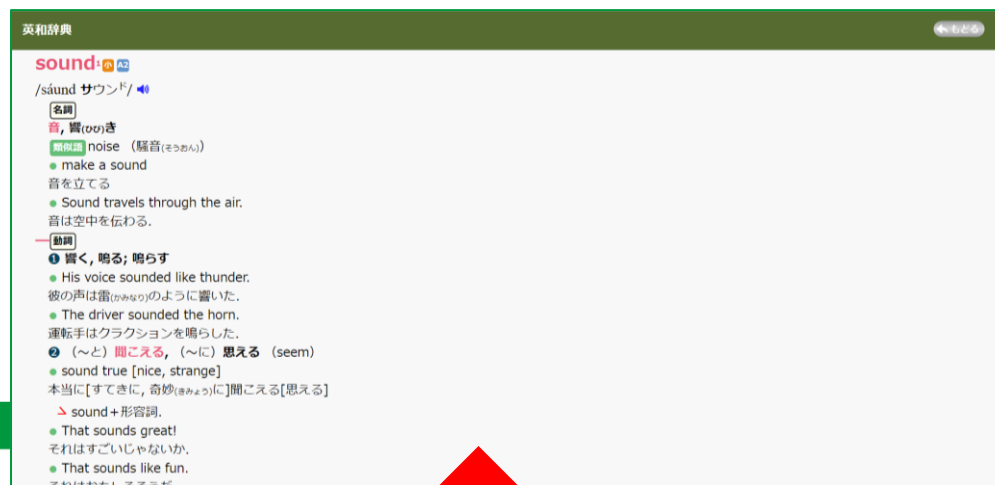 英和辞典
もどる
sound¹ 小 A2
/sáund サウンド/
名詞
音, 響(ひび)き
類似語 noise （騒音(そうおん)）
● make a sound
音を立てる
● Sound travels through the air.
音は空中を伝わる.
━動詞
❶ 響く, 鳴る; 鳴らす
● His voice sounded like thunder.
彼の声は雷(かみなり)のように響いた.
● The driver sounded the horn.
運転手はクラクションを鳴らした.
❷ （〜と）聞こえる, （〜に）思える （seem）
● sound true [nice, strange]
本当に[すてきに, 奇妙(きみょう)に]聞こえる[思える]
sound+形容詞.
● That sounds great!
それはすごいじゃないか.
● That sounds like fun.